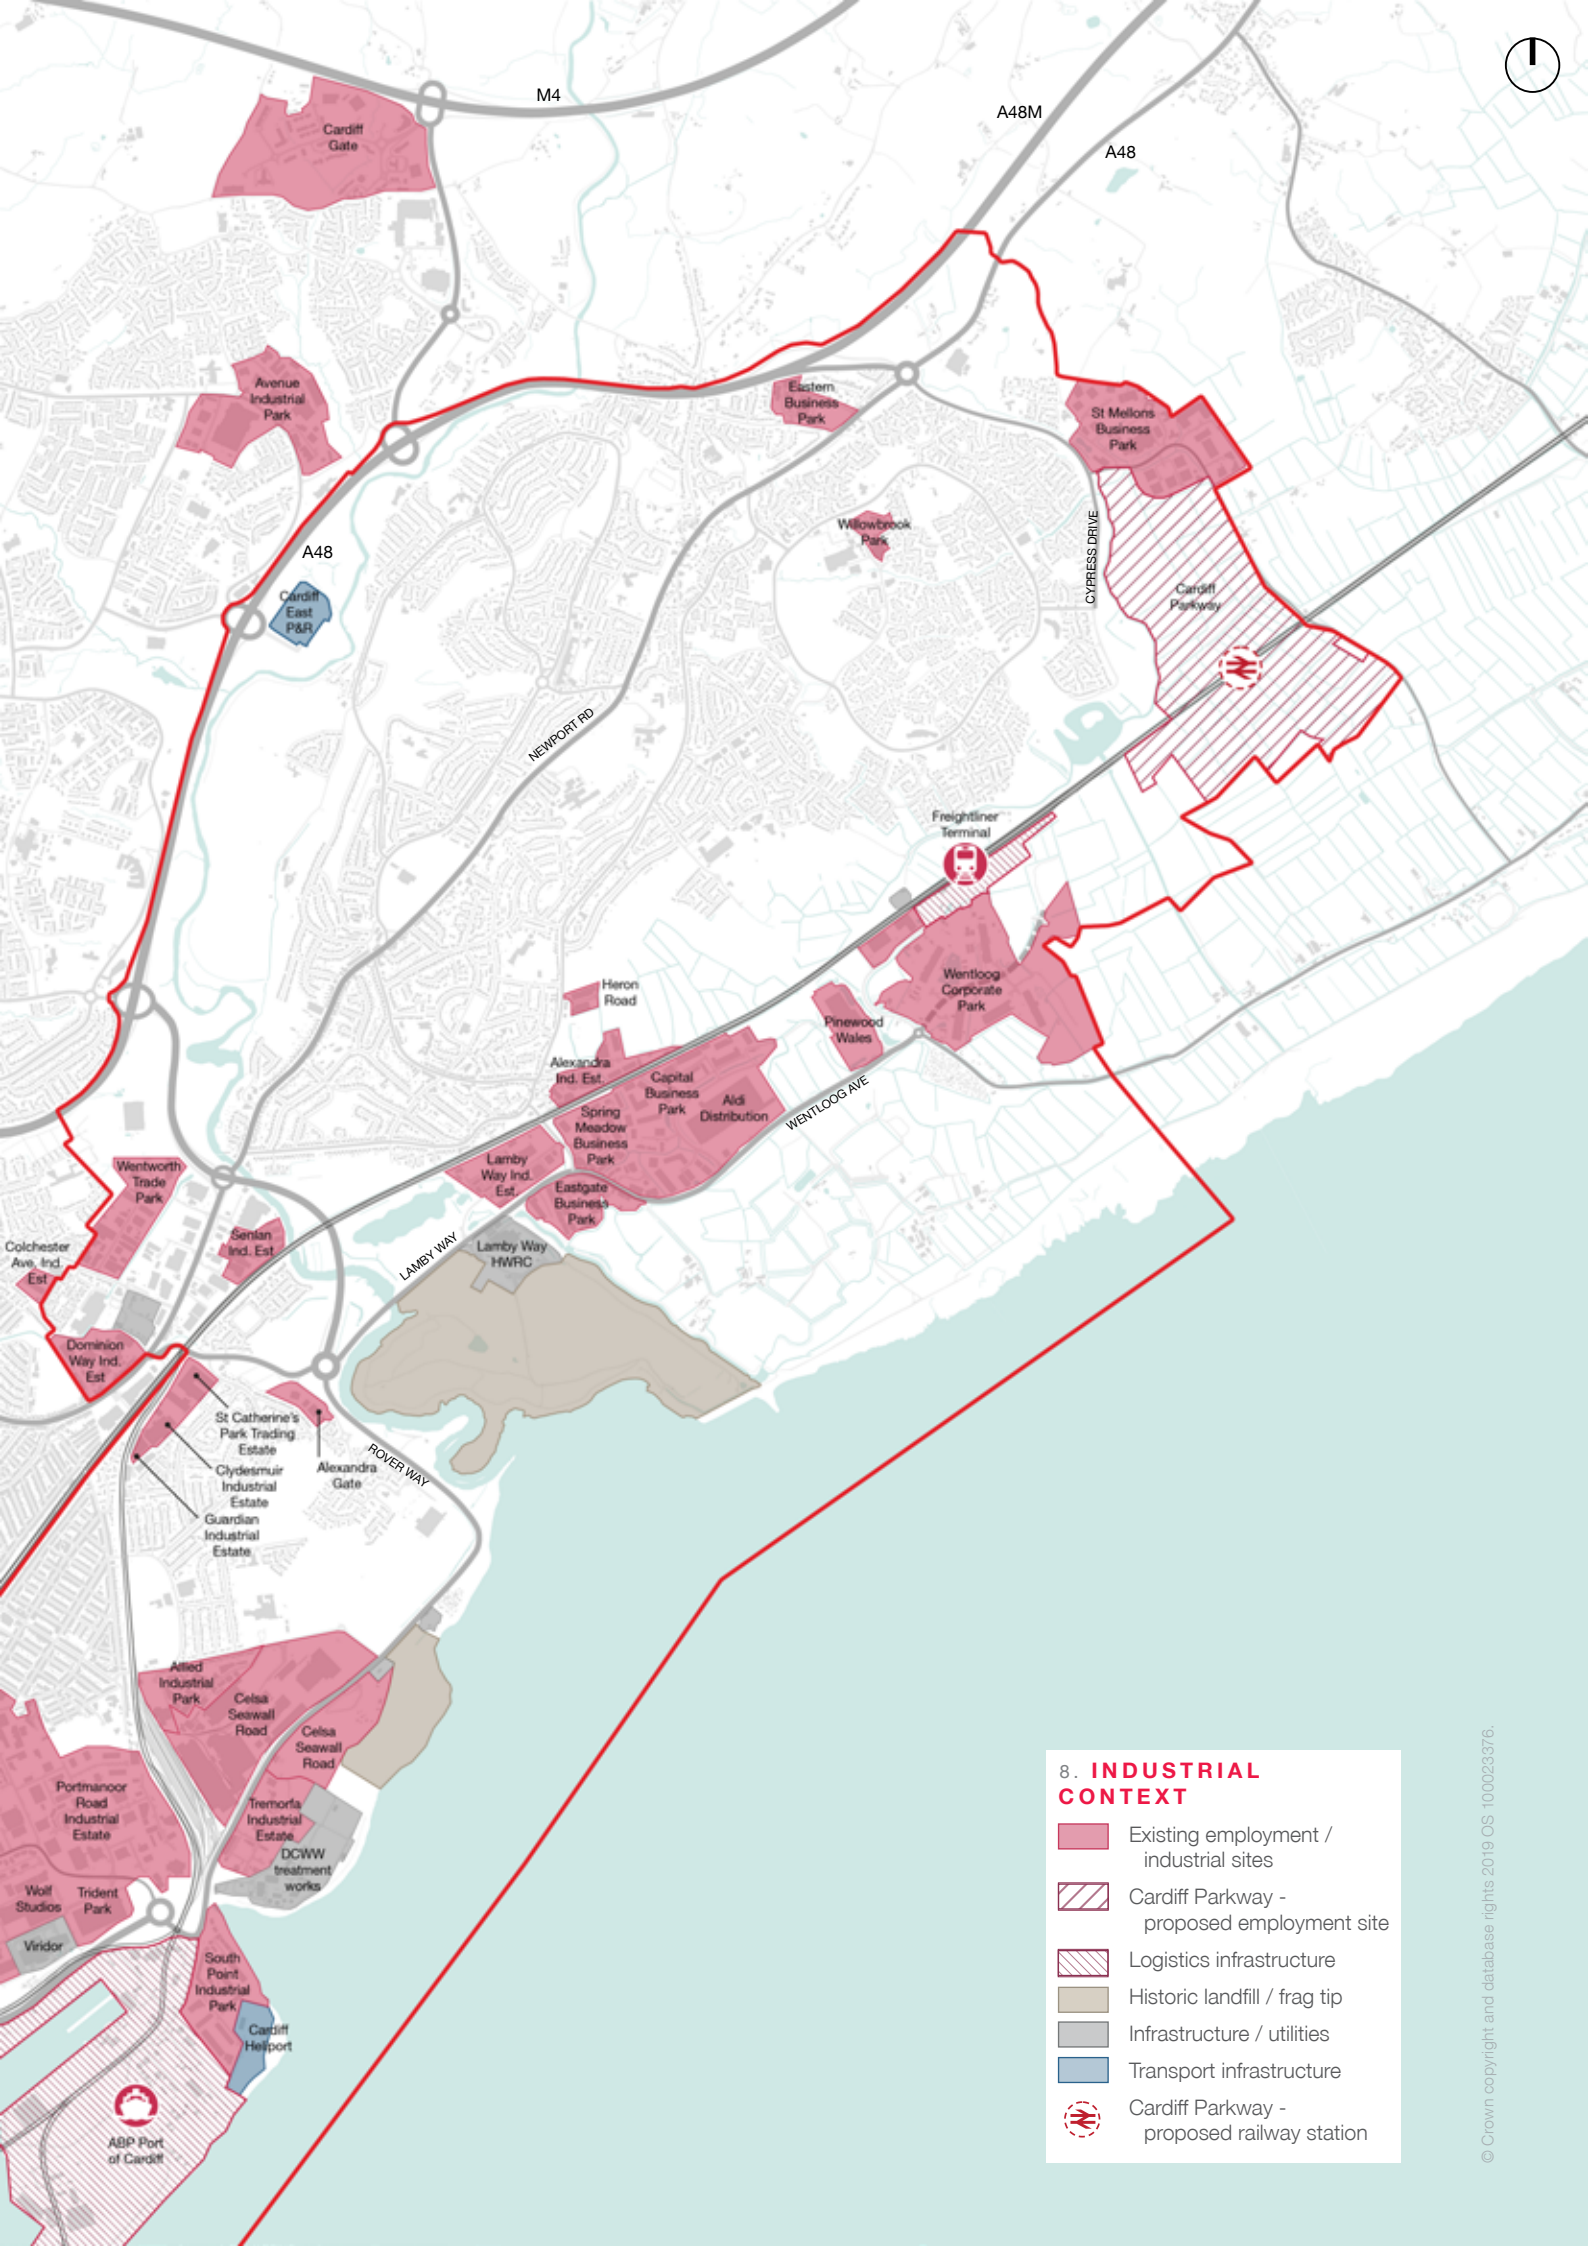 M4
A48M
A48
Cardiff
Gate
Avenue
Industrial
Park
Eastern
Business
Park
St Mellons
Business
Park
Willowbrook
Park
CYPRESS DRIVE
A48
Cardiff
East
P&R
Cardiff
Parkway
NEWPORT RD
Freightliner
Terminal
Wentloog
Corporate
Park
Heron
Road
Pinewood
Wales
Alexandra
Ind. Est.
Capital
Business
Park
Aldi
Distribution
WENTLOOG AVE
Spring
Meadow
Business
Park
Lamby
Way Ind.
Est.
Eastgate
Business
Park
Wentworth
Trade
Park
Senlan
Ind. Est
LAMBY WAY
Lamby Way
HWRC
Colchester
Ave. Ind.
Est
Dominion
Way Ind.
Est
St Catherine's
Park Trading
Estate
Clydesmuir
Industrial
Estate
Guardian
Industrial
Estate
Alexandra
Gate
ROVER WAY
Allied
Industrial
Park
Celsa
Seawall
Road
Celsa
Seawall
Road
Portmanoor
Road
Industrial
Estate
Tremorfa
Industrial
Estate
DCWW
treatment
works
Wolf
Studios
Trident
Park
Viridor
South
Point
Industrial
Park
Cardiff
Heliport
ABP Port
of Cardiff
8. INDUSTRIAL
CONTEXT
Existing employment /
industrial sites
Cardiff Parkway -
proposed employment site
Logistics infrastructure
Historic landfill / frag tip
Infrastructure / utilities
Transport infrastructure
Cardiff Parkway -
proposed railway station
© Crown copyright and database rights 2019 OS 100023376.